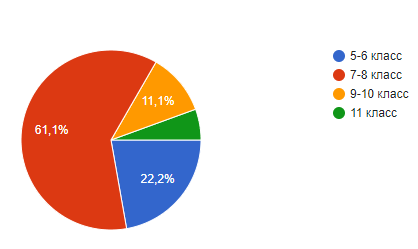 5-6 класс
7-8 класс
9-10 класс
11 класс
11,1%
61,1%
22,2%